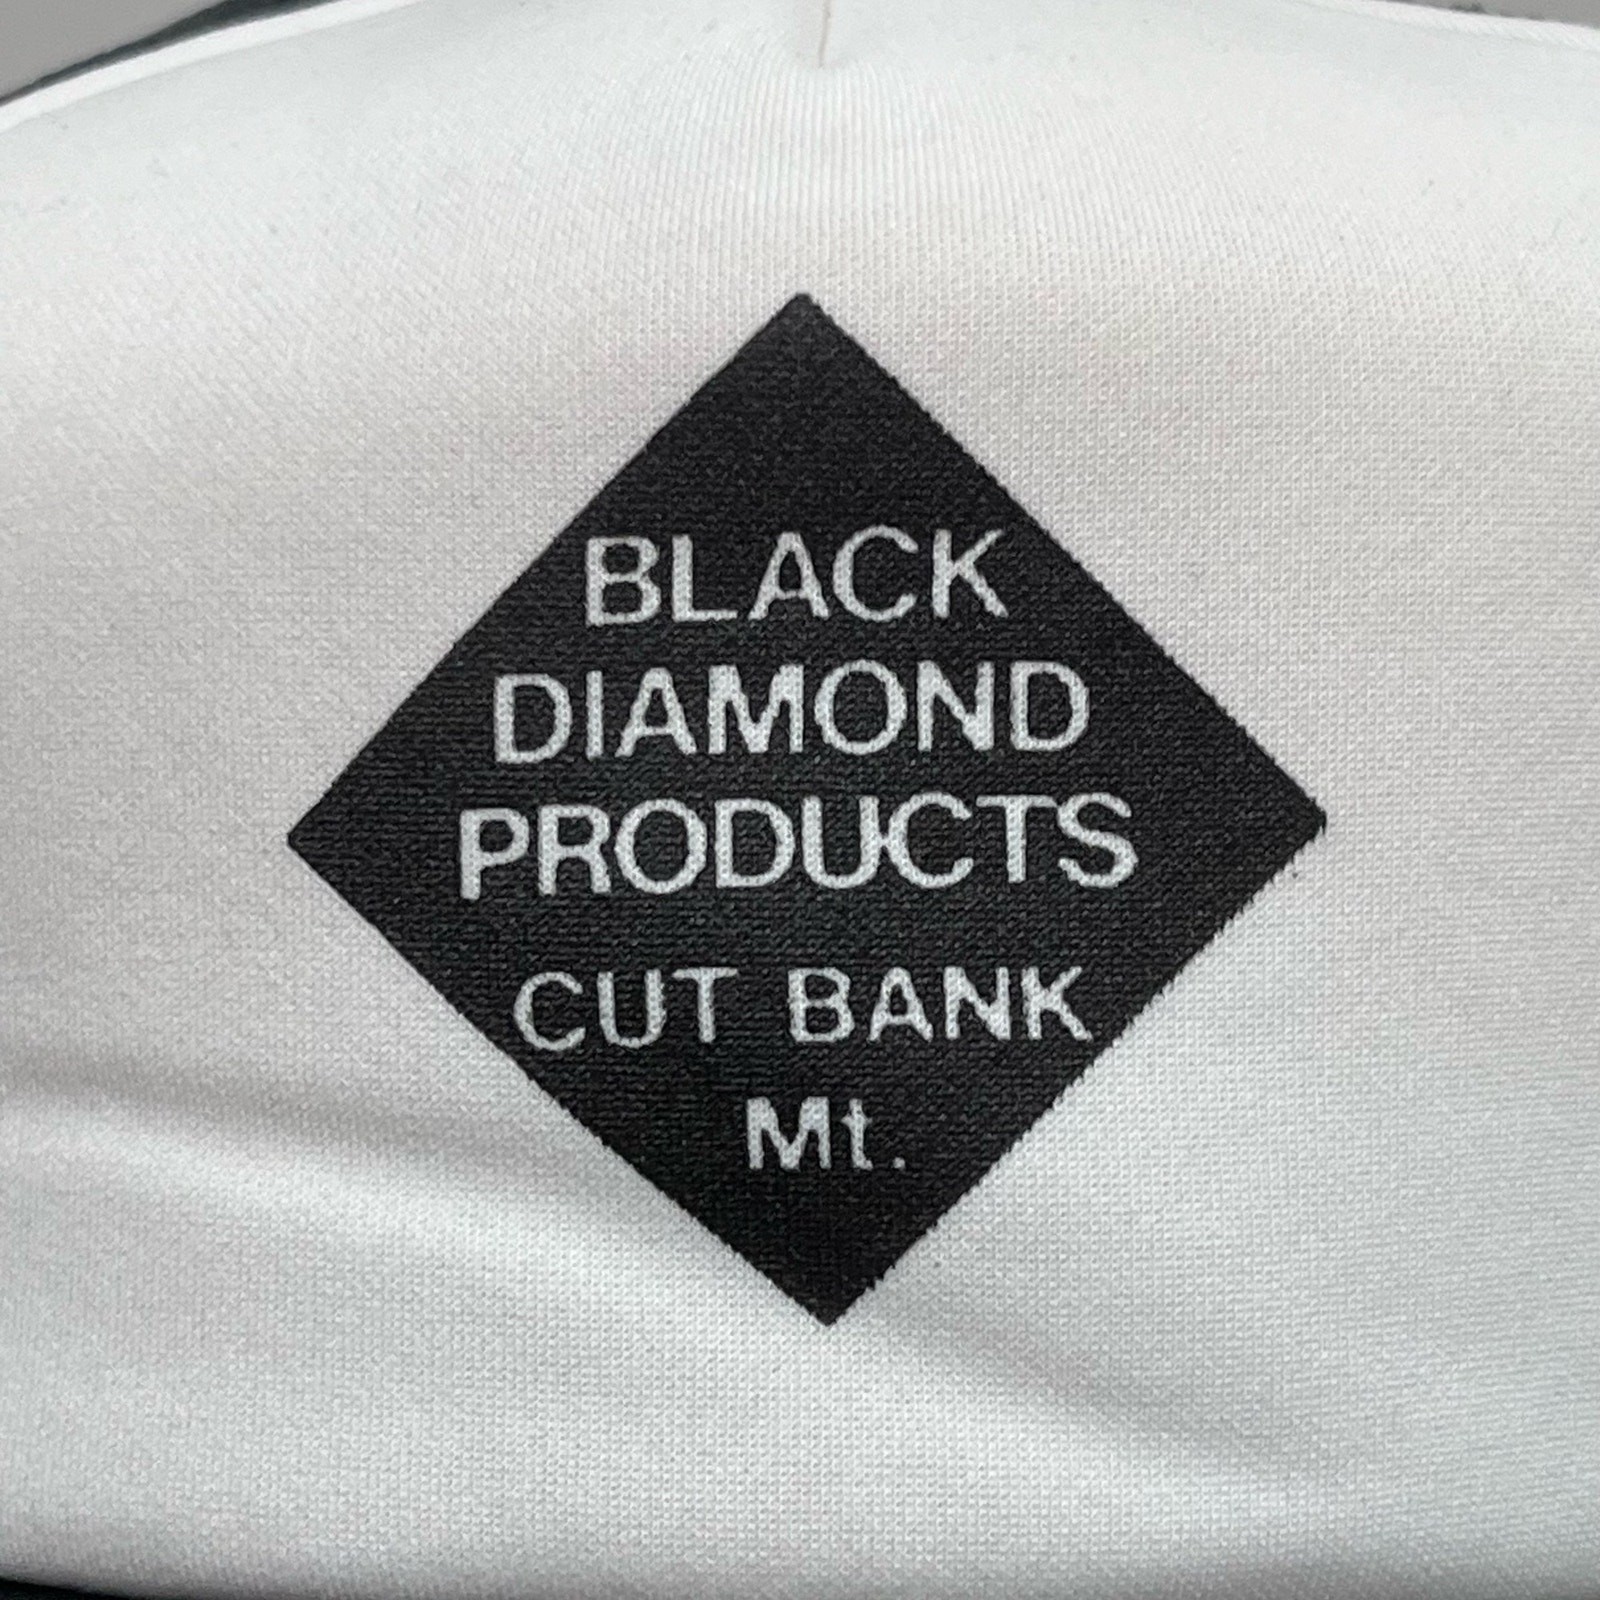 BLACK
DIAMOND
PRODUCTS
CUT BANK
Mt.